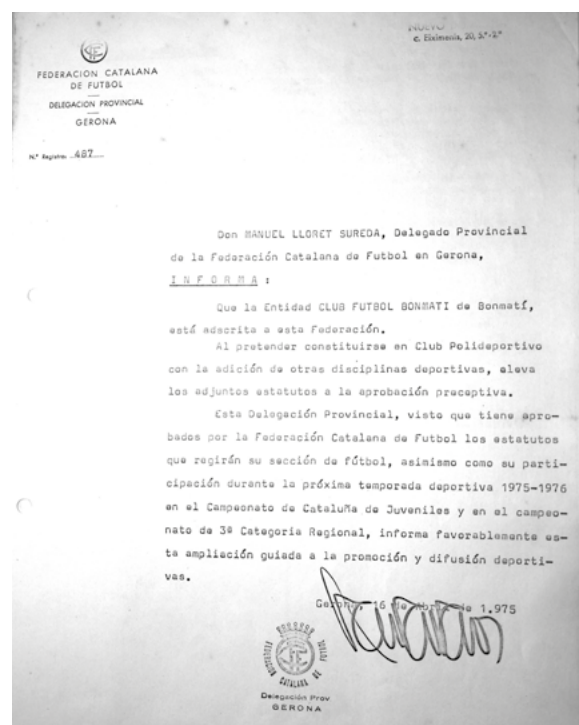 NUEVO
c. Eiximenis, 20, 5.º-2.ª
FEDERACION CATALANA
DE FUTBOL
DELEGACION PROVINCIAL
GERONA
N.º Registro: 487
Don MANUEL LLORET SUREDA, Delegado Provincial
de la Federación Catalana de Futbol en Gerona,
I N F O R M A :
Que la Entidad CLUB FUTBOL BONMATI de Bonmatí,
está adscrita a esta Federación.
Al pretender constituirse en Club Polideportivo
con la adición de otras disciplinas deportivas, eleva
los adjuntos estatutos a la aprobación preceptiva.
Esta Delegación Provincial, visto que tiene apro-
bados por la Federación Catalana de Futbol los estatutos
que regirán su sección de fútbol, asimismo como su parti-
cipación durante la próxima temporada deportiva 1975-1976
en el Campeonato de Cataluña de Juveniles y en el campeo-
nato de 3ª Categoria Regional, informa favorablemente es-
ta ampliación guiada a la promoción y difusión deporti-
vas.
Gerona, 16 de Abril de 1.975
FEDERACION CATALANA DE FUTBOL
Delegación Prov
GERONA